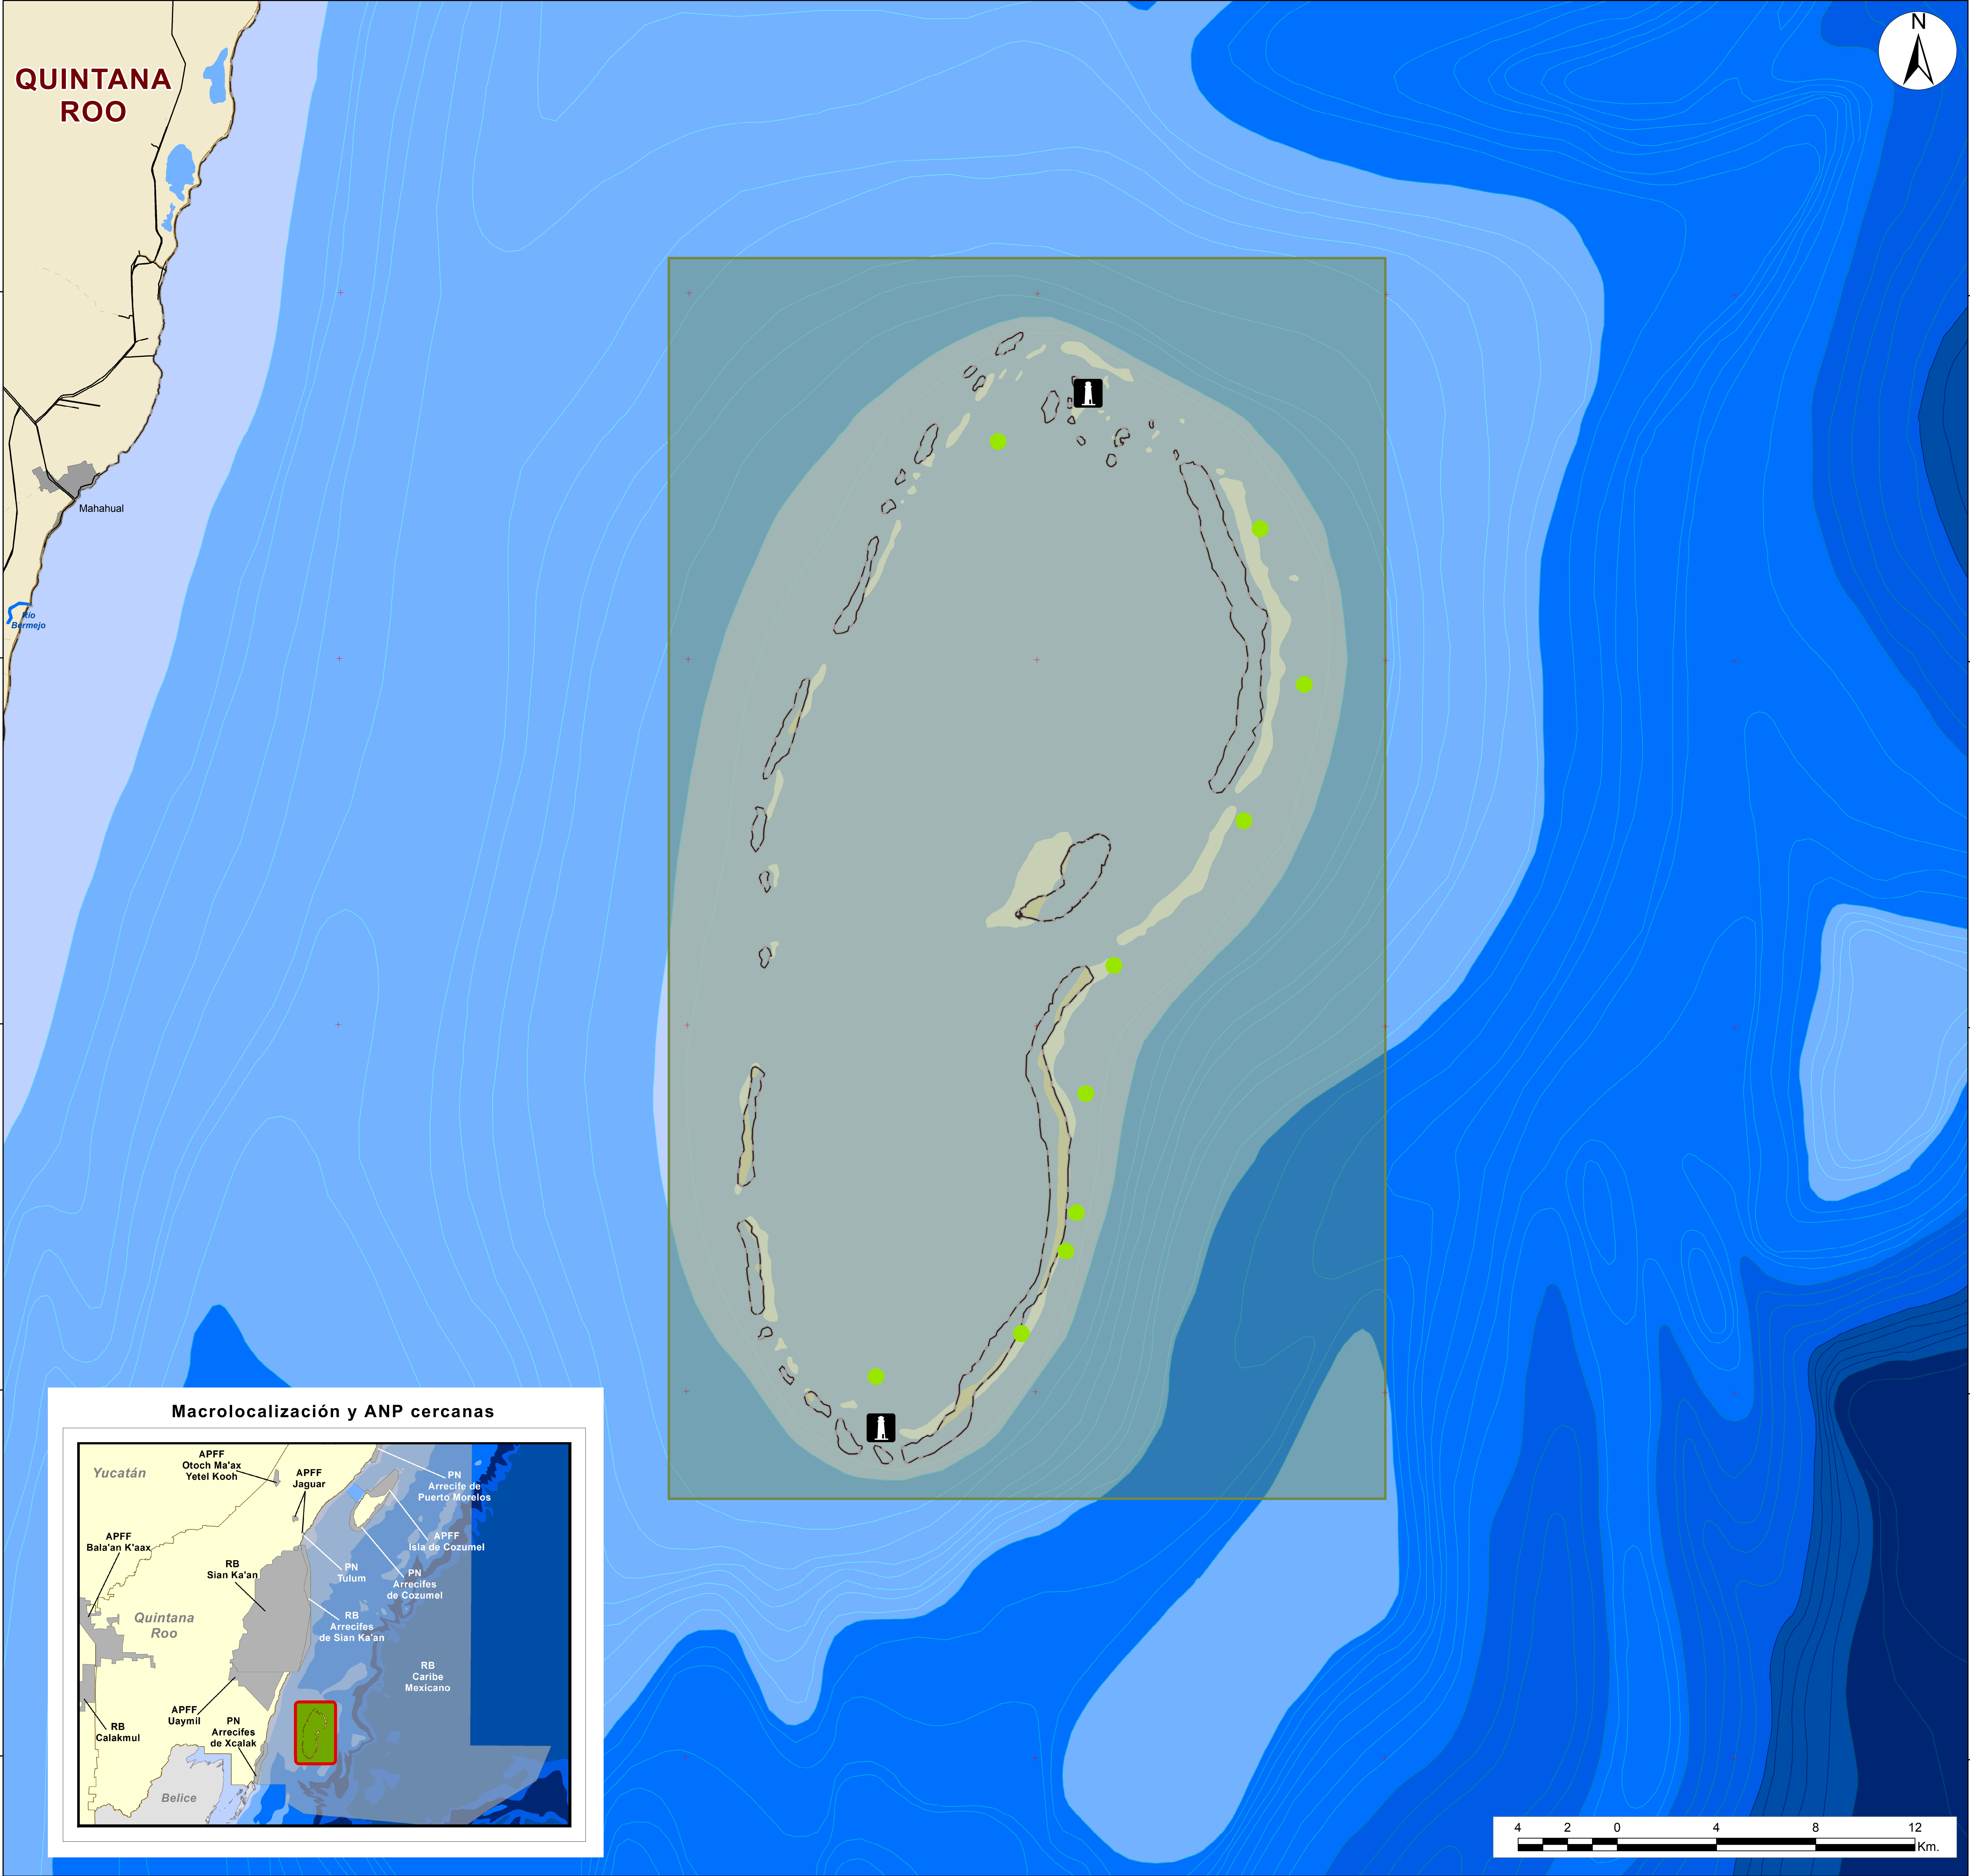 N
QUINTANA
ROO
Mahahual
Río
Bermejo
Macrolocalización y ANP cercanas
Yucatán
APFF
Otoch Ma'ax
Yetel Kooh
APFF
Jaguar
PN
Arrecife de
Puerto Morelos
APFF
Bala'an K'aax
APFF
Isla de Cozumel
RB
Sian Ka'an
PN
Tulum
PN
Arrecifes
de Cozumel
Quintana
Roo
RB
Arrecifes
de Sian Ka'an
RB
Caribe
Mexicano
APFF
Uaymil
RB
Calakmul
PN
Arrecifes
de Xcalak
Belice
4 2 0 4 8 12
Km.